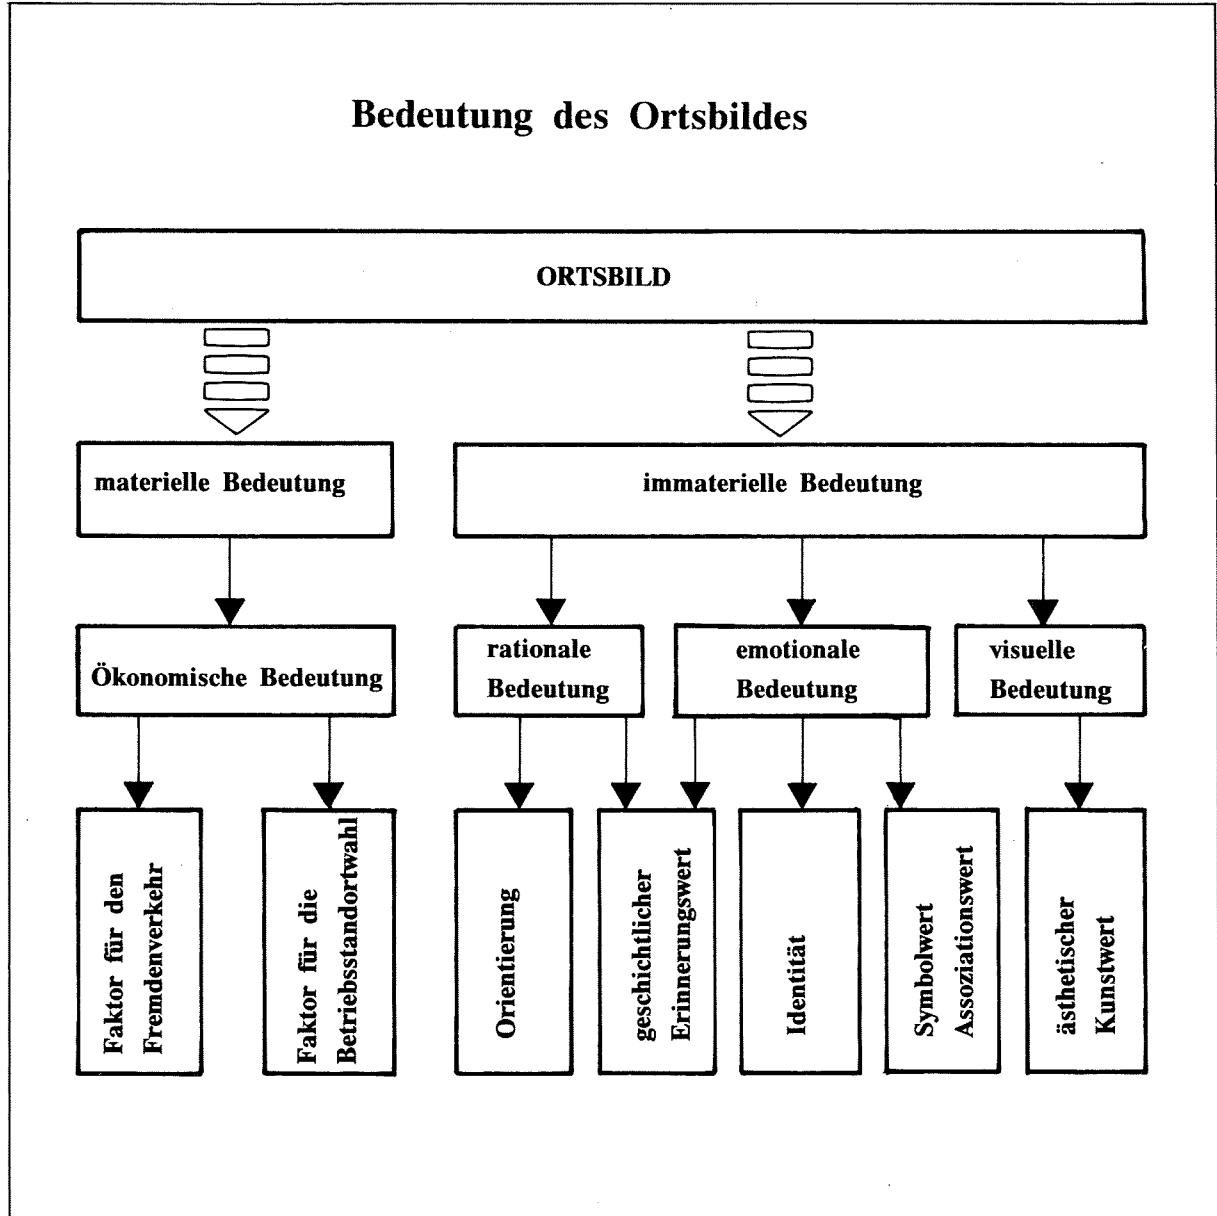 Bedeutung des Ortsbildes
ORTSBILD
materielle Bedeutung
immaterielle Bedeutung
Ökonomische Bedeutung
rationale
Bedeutung
emotionale
Bedeutung
visuelle
Bedeutung
Faktor für den
Fremdenverkehr
Faktor für die
Betriebsstandortwahl
Orientierung
geschichtlicher
Erinnerungswert
Identität
Symbolwert
Assoziationswert
ästhetischer
Kunstwert